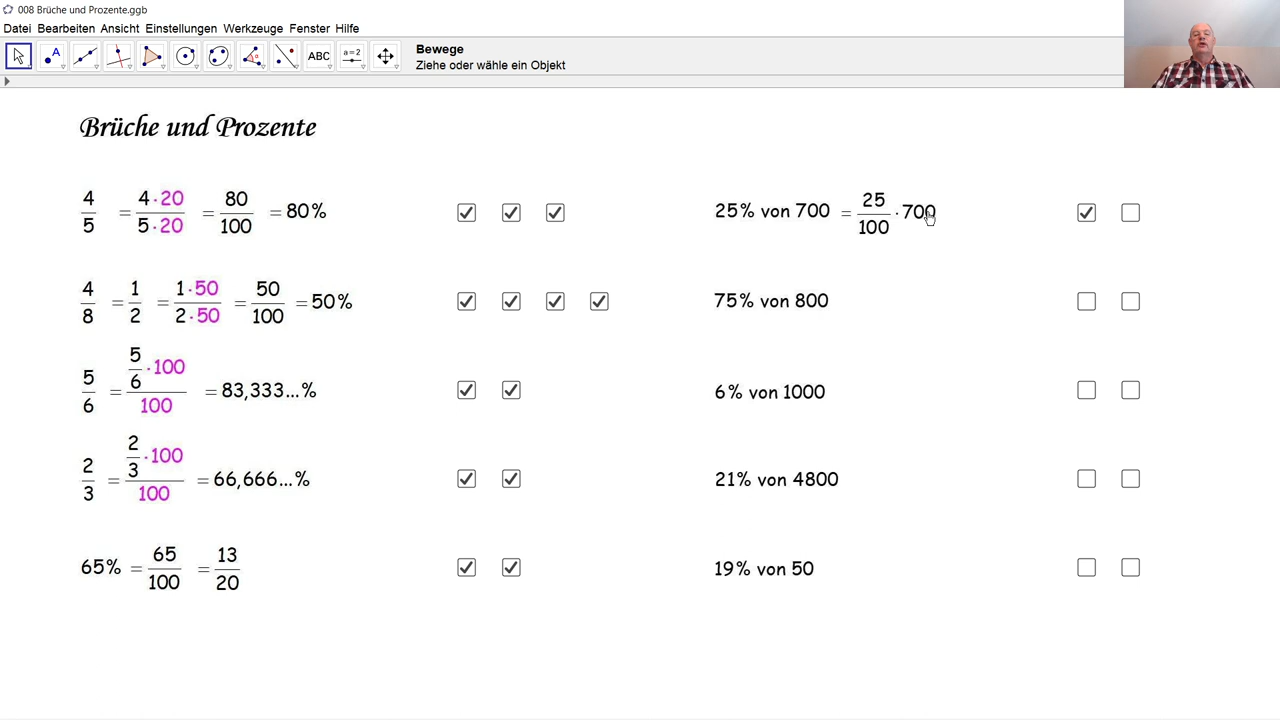 008 Brüche und Prozente.ggb
Datei Bearbeiten Ansicht Einstellungen Werkzeuge Fenster Hilfe
A ABC a=2 Bewege
Ziehe oder wähle ein Objekt
Brüche und Prozente
4/5 = 4·20/5·20 = 80/100 = 80%
25% von 700 = 25/100 · 700
4/8 = 1/2 = 1·50/2·50 = 50/100 = 50%
75% von 800
5/6 = 5/6·100/100 = 83,333...%
6% von 1000
2/3 = 2/3·100/100 = 66,666...%
21% von 4800
65% = 65/100 = 13/20
19% von 50